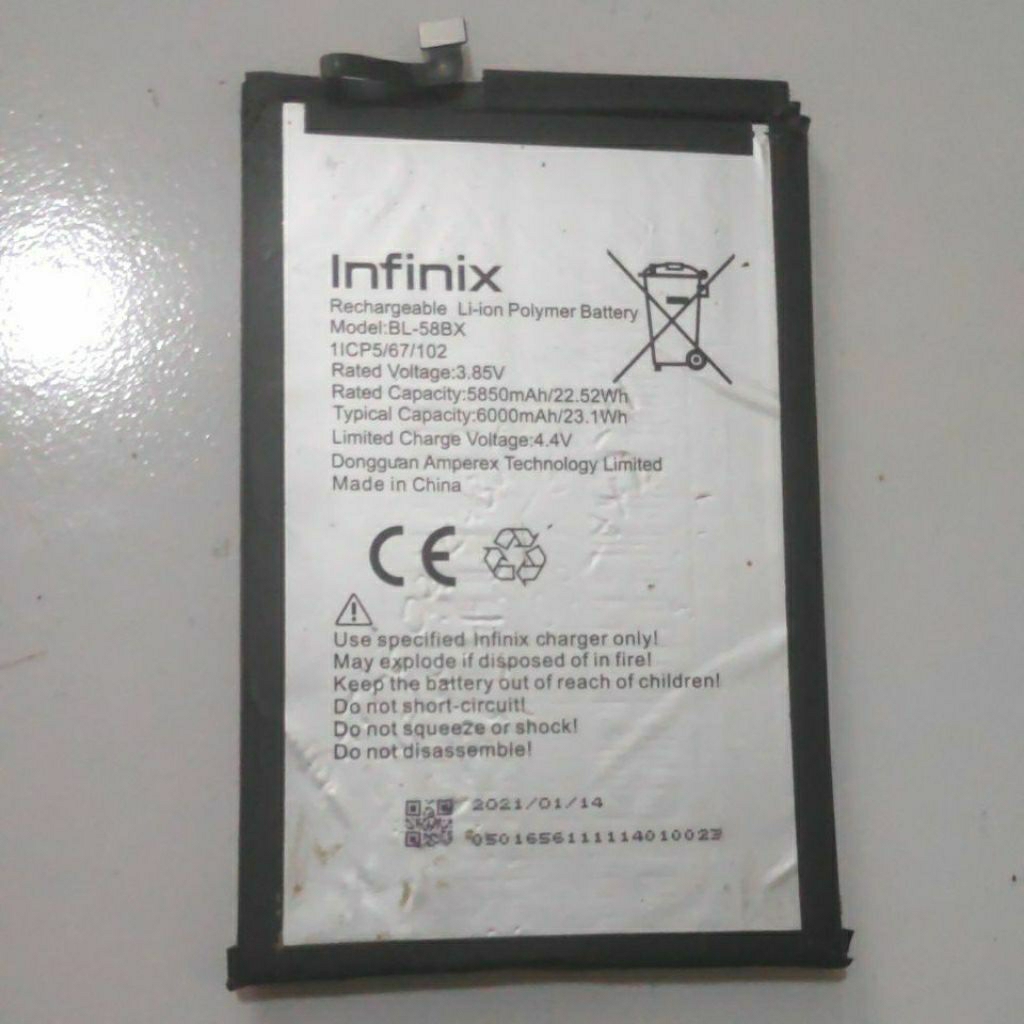 Infinix
Rechargeable Li-ion Polymer Battery
Model:BL-58BX
1ICP5/67/102
Rated Voltage:3.85V
Rated Capacity:5850mAh/22.52Wh
Typical Capacity:6000mAh/23.1Wh
Limited Charge Voltage:4.4V
Dongguan Amperex Technology Limited
Made in China
CE
Use specified Infinix charger only!
May explode if disposed of in fire!
Keep the battery out of reach of children!
Do not short-circuit!
Do not squeeze or shock!
Do not disassemble!
2021/01/14